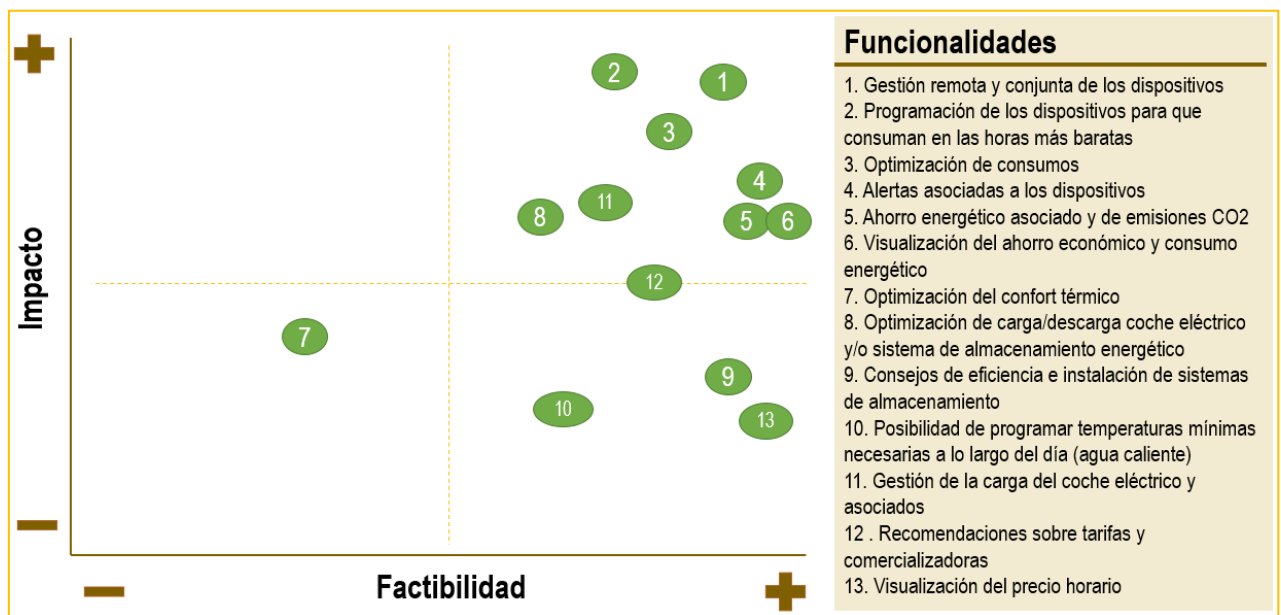 Impacto
Factibilidad
2
1
3
4
11
8
5
6
12
7
9
10
13
Funcionalidades
1. Gestión remota y conjunta de los dispositivos
2. Programación de los dispositivos para que
consuman en las horas más baratas
3. Optimización de consumos
4. Alertas asociadas a los dispositivos
5. Ahorro energético asociado y de emisiones CO2
6. Visualización del ahorro económico y consumo
energético
7. Optimización del confort térmico
8. Optimización de carga/descarga coche eléctrico
y/o sistema de almacenamiento energético
9. Consejos de eficiencia e instalación de sistemas
de almacenamiento
10. Posibilidad de programar temperaturas mínimas
necesarias a lo largo del día (agua caliente)
11. Gestión de la carga del coche eléctrico y
asociados
12 . Recomendaciones sobre tarifas y
comercializadoras
13. Visualización del precio horario